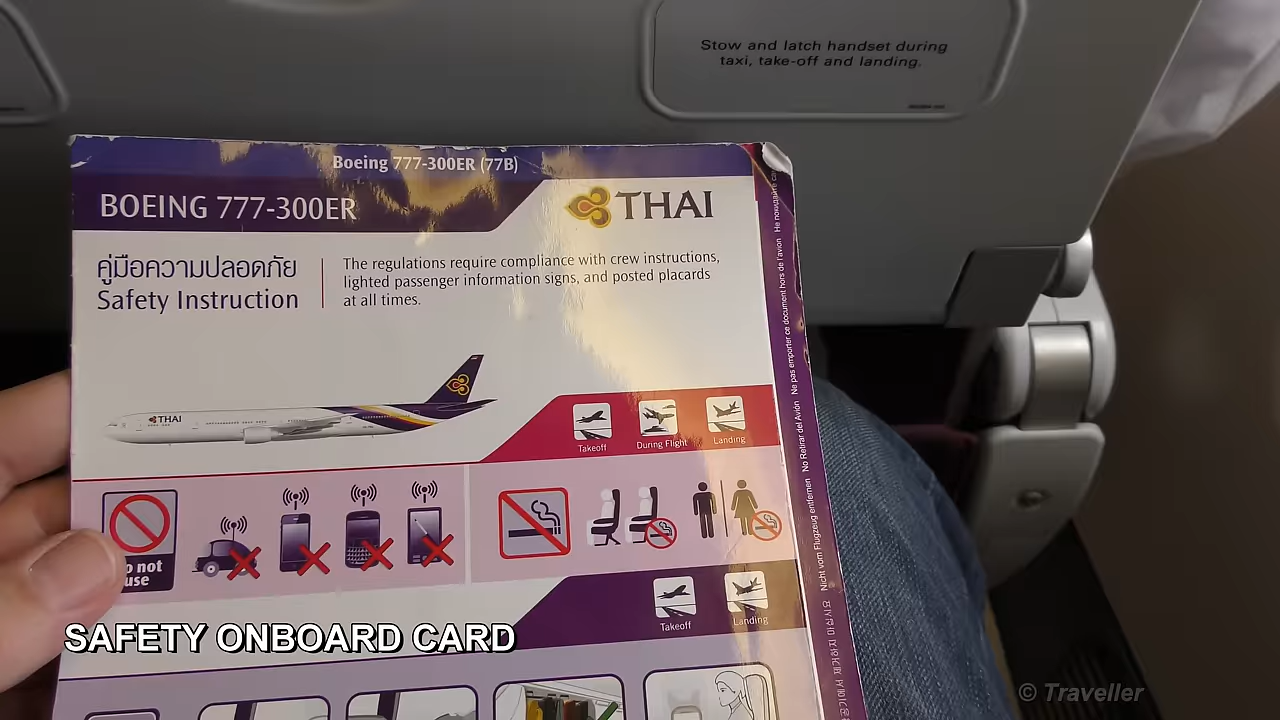 Stow and latch handset during
taxi, take-off and landing.
Boeing 777-300ER (77B)
BOEING 777-300ER
THAI
คู่มือความปลอดภัย
Safety Instruction
The regulations require compliance with crew instructions,
lighted passenger information signs, and posted placards
at all times.
THAI
Takeoff
During Flight
Landing
o not
use
Takeoff
Landing
Nicht vom Flugzeug entfernen No Retirar del Avión Ne pas emporter ce document hors de l'avion Не покидайте
SAFETY ONBOARD CARD
© Traveller